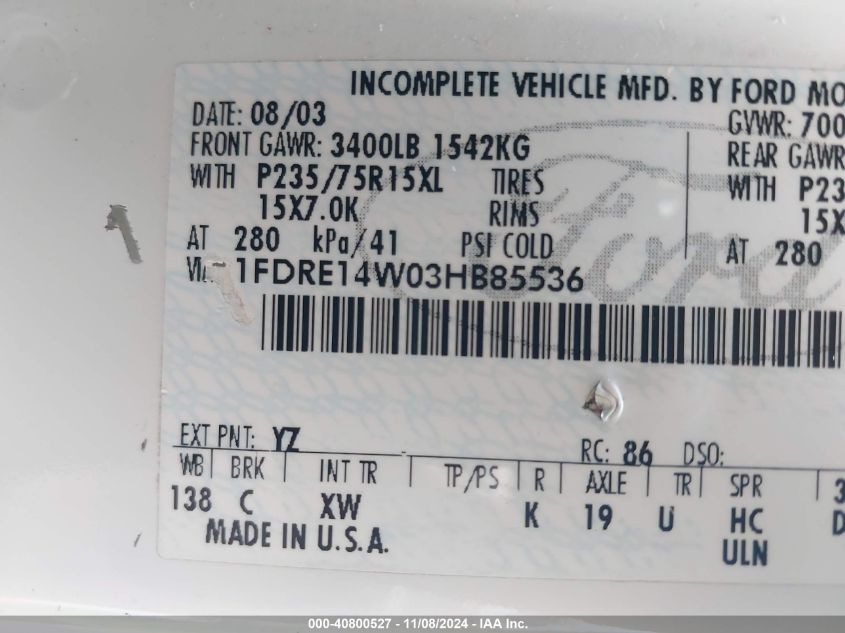 INCOMPLETE VEHICLE MFD. BY FORD MO
DATE: 08/03 GVWR: 700
FRONT GAWR: 3400LB 1542KG REAR GAWR
WITH P235/75R15XL TIRES WITH P23
15X7.0K RIMS 15X
AT 280 kPa/41 PSI COLD AT 280
1FDRE14W03HB85536
Ford
EXT PNT: YZ RC: 86 DSO:
WB BRK INT TR TP/PS R AXLE TR SPR 3
138 C XW K 19 U HC D
MADE IN U.S.A. ULN
000-40800527 - 11/08/2024 - IAA Inc.